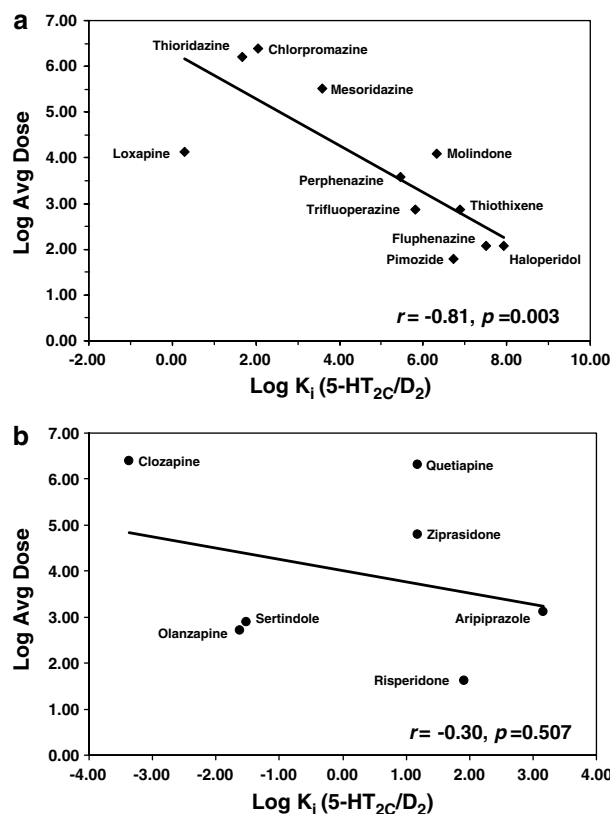 a
Log Avg Dose
7.00
6.00
5.00
4.00
3.00
2.00
1.00
0.00
Thioridazine
Chlorpromazine
Mesoridazine
Loxapine
Molindone
Perphenazine
Trifluoperazine
Thiothixene
Fluphenazine
Pimozide
Haloperidol
r = -0.81, p =0.003
-2.00 0.00 2.00 4.00 6.00 8.00 10.00
Log Ki (5-HT2C/D2)
b
Log Avg Dose
7.00
6.00
5.00
4.00
3.00
2.00
1.00
0.00
Clozapine
Quetiapine
Ziprasidone
Sertindole
Olanzapine
Aripiprazole
Risperidone
r = -0.30, p =0.507
-4.00 -3.00 -2.00 -1.00 0.00 1.00 2.00 3.00 4.00
Log Ki (5-HT2C/D2)